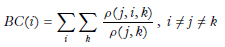 BC(i) = ∑_i ∑_k ρ(j,i,k) / ρ(j,k), i ≠ j ≠ k